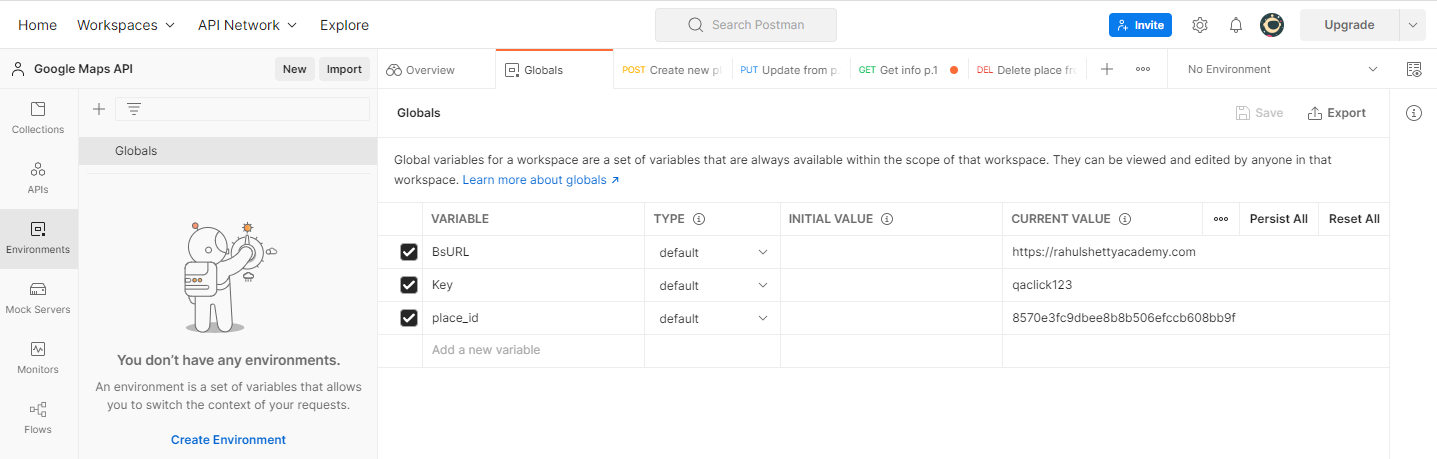 Home Workspaces API Network Explore Search Postman Invite Upgrade
Google Maps API New Import Overview Globals POST Create new pl PUT Update from p. GET Get info p.1 DEL Delete place fro No Environment
Collections
APIs
Environments
Mock Servers
Monitors
Flows
Globals
You don't have any environments.
An environment is a set of variables that allows
you to switch the context of your requests.
Create Environment
Globals Save Export
Global variables for a workspace are a set of variables that are always available within the scope of that workspace. They can be viewed and edited by anyone in that
workspace. Learn more about globals ↗
VARIABLE TYPE INITIAL VALUE CURRENT VALUE Persist All Reset All
BsURL default https://rahulshettyacademy.com
Key default qaclick123
place_id default 8570e3fc9dbee8b8b506efccb608bb9f
Add a new variable